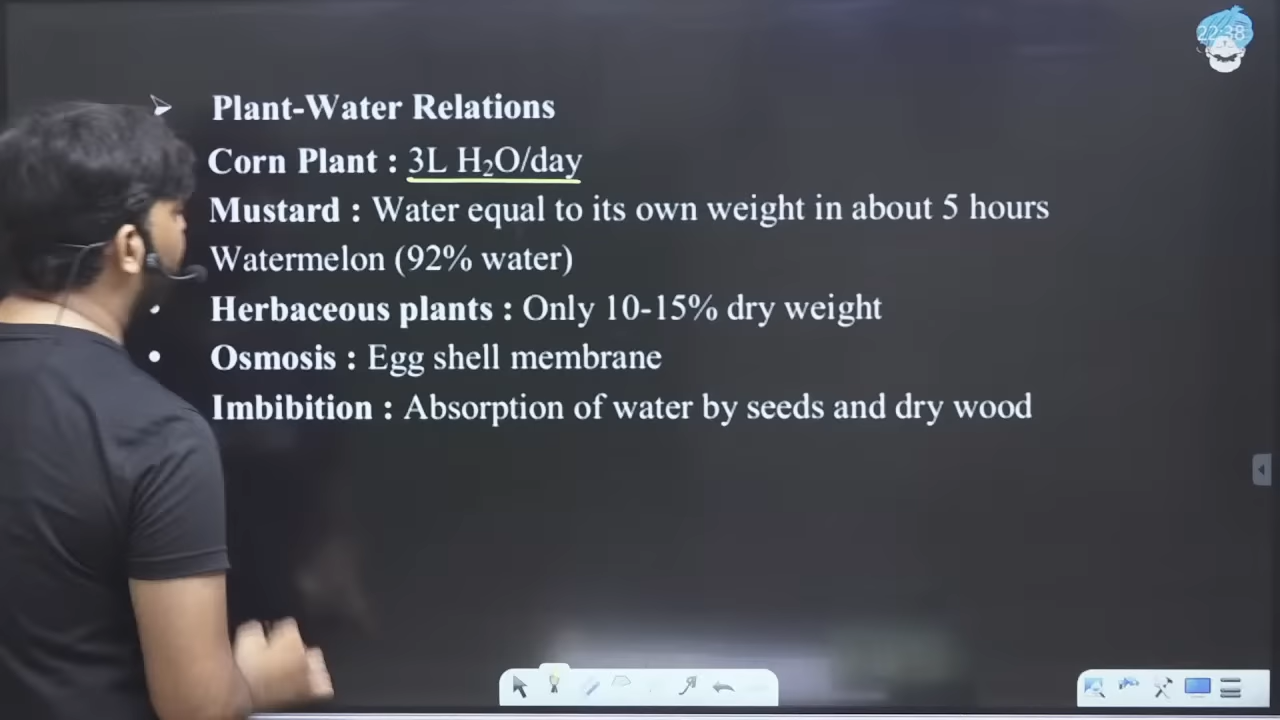 22:38
➢ Plant-Water Relations
Corn Plant : 3L H₂O/day
Mustard : Water equal to its own weight in about 5 hours
Watermelon (92% water)
• Herbaceous plants : Only 10-15% dry weight
• Osmosis : Egg shell membrane
Imbibition : Absorption of water by seeds and dry wood